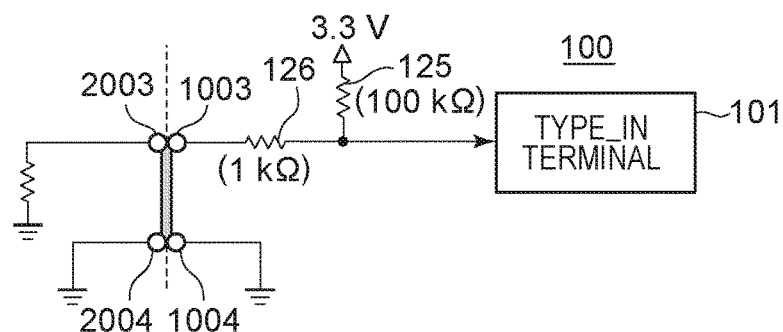 3.3 V
126
125
100
2003
1003
(100 kΩ)
101
TYPE_IN
TERMINAL
(1 kΩ)
2004
1004